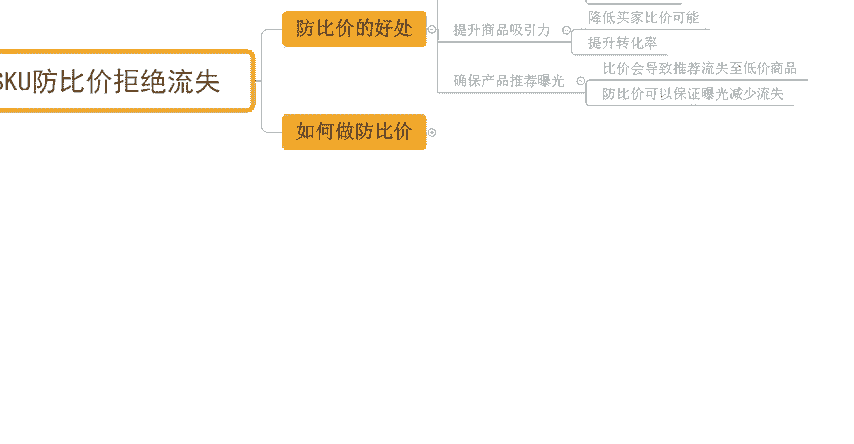 降低买家比价可能
防比价的好处
提升商品吸引力
提升转化率
比价会导致推荐流失至低价商品
SKU防比价拒绝流失
确保产品推荐曝光
防比价可以保证曝光减少流失
如何做防比价